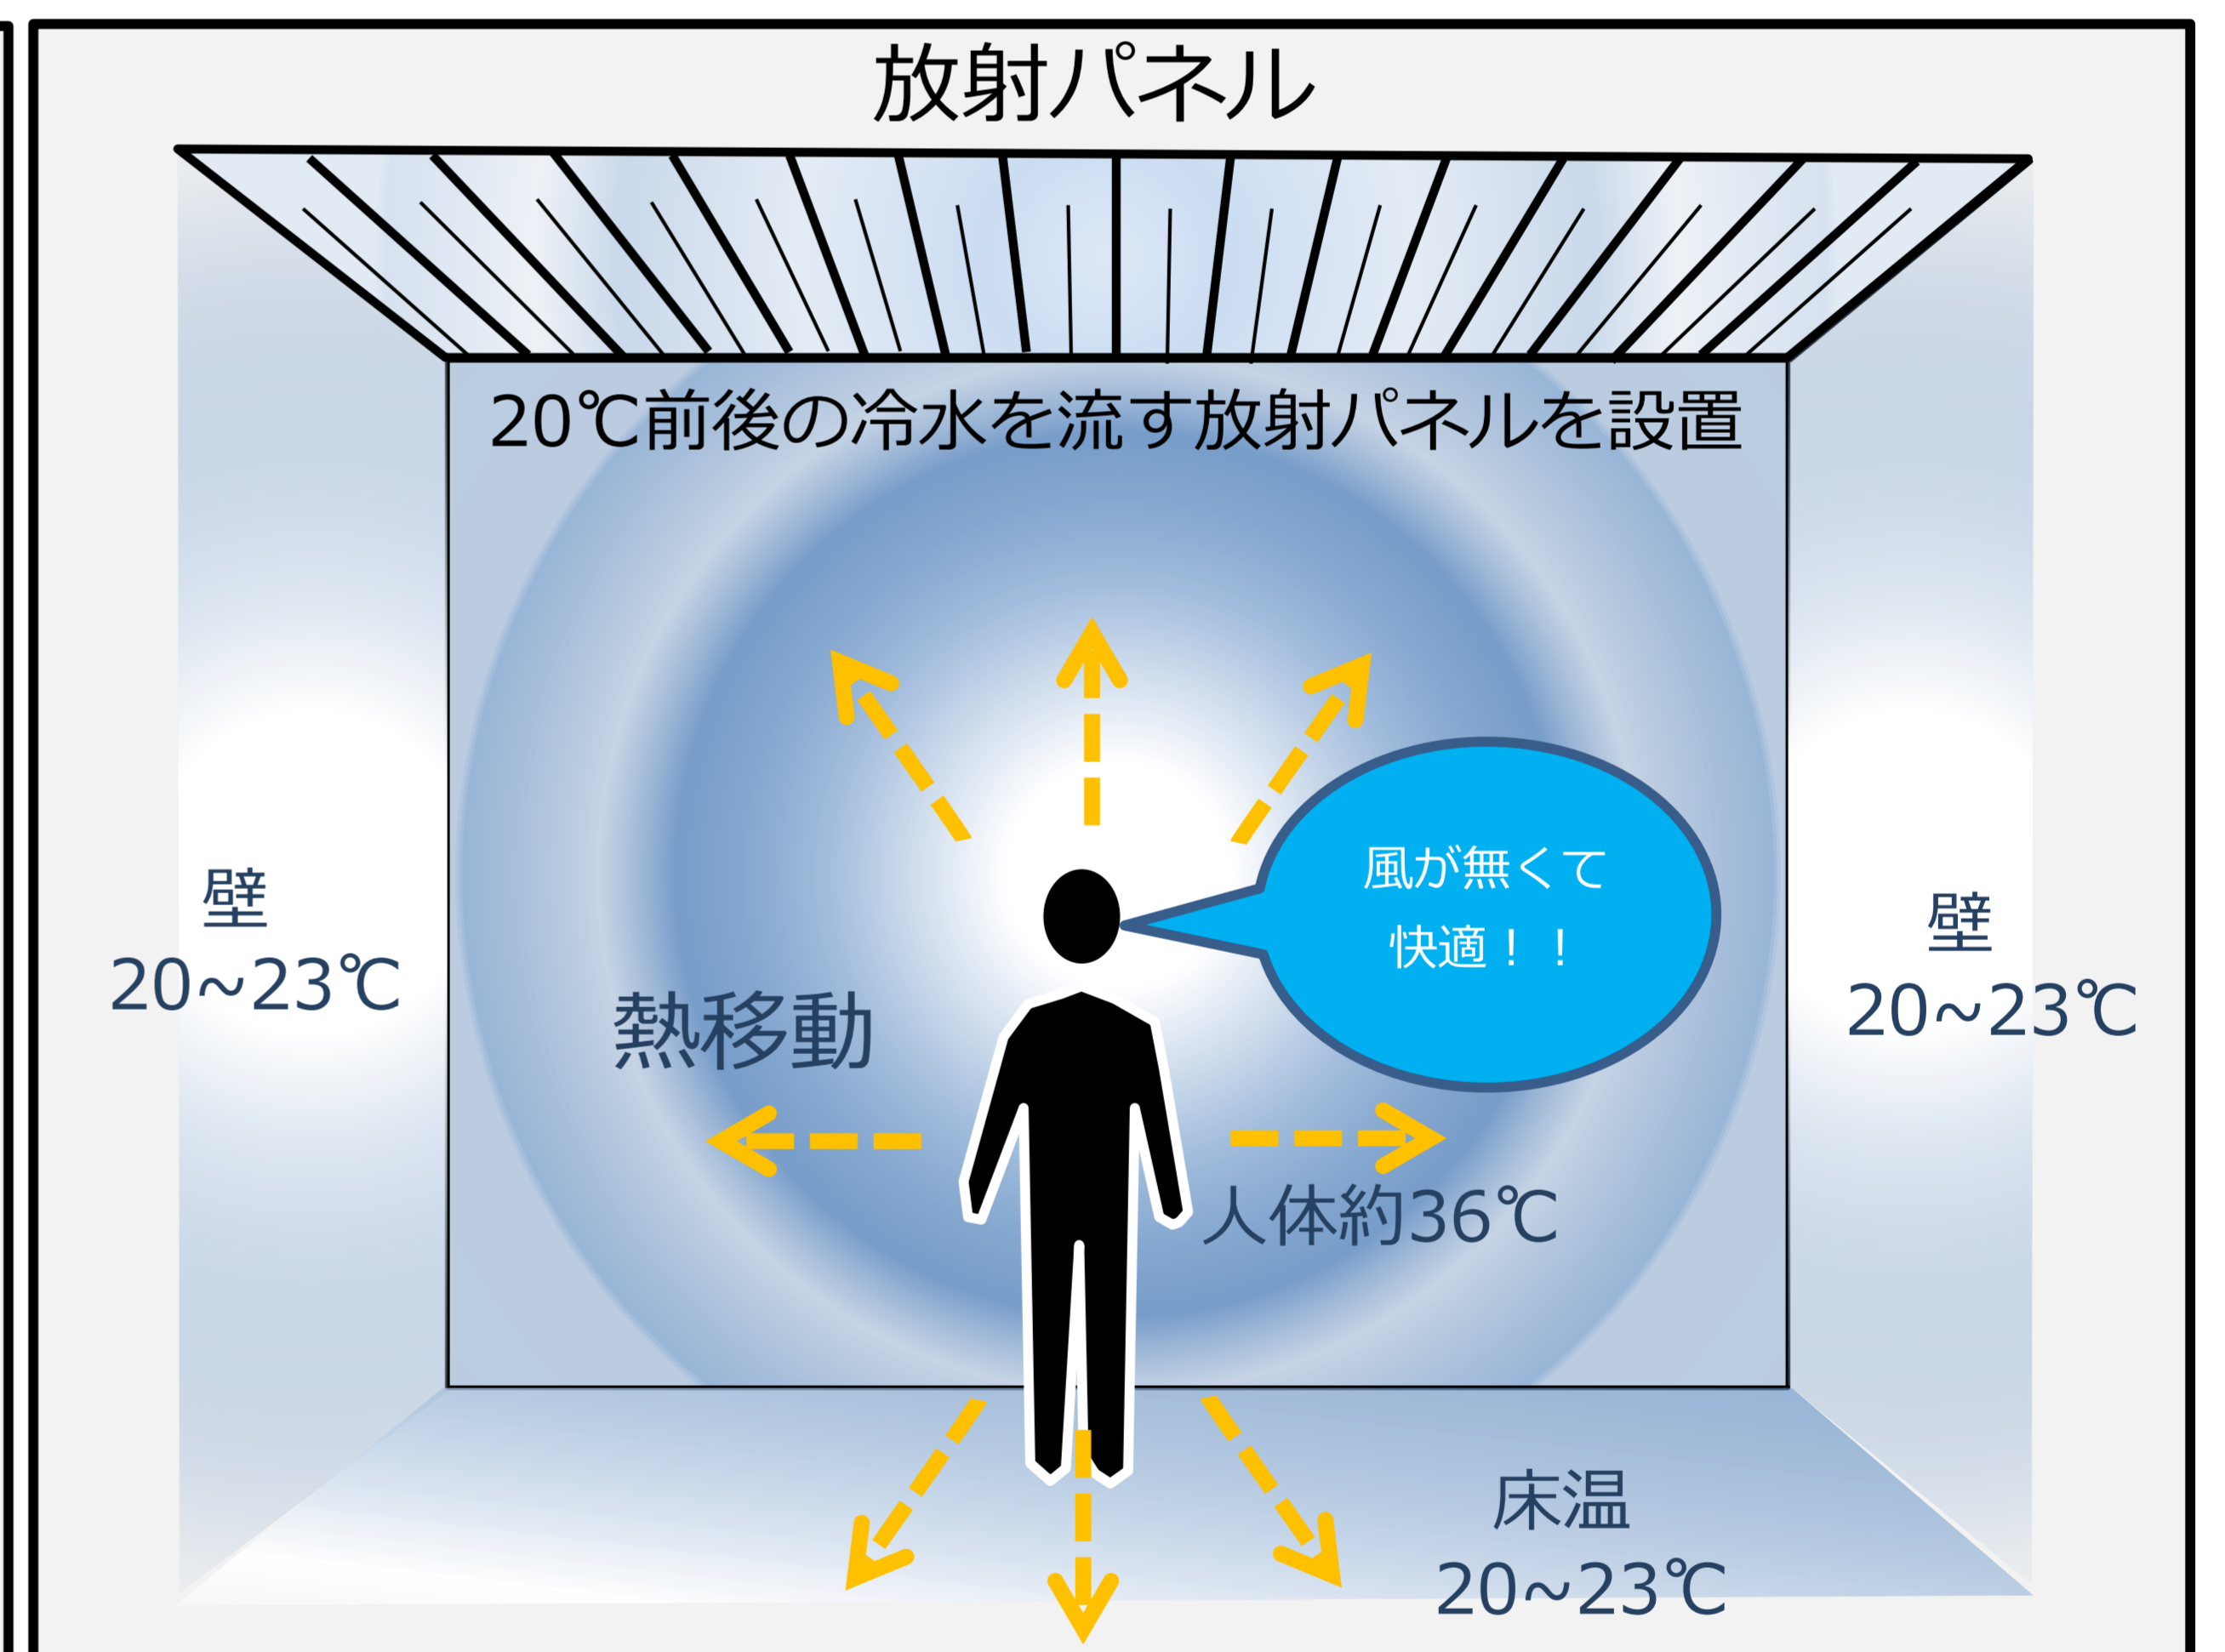 放射パネル
20℃前後の冷水を流す放射パネルを設置
風が無くて
快適！！
壁
20~23℃
壁
20~23℃
熱移動
人体約36℃
床温
20~23℃